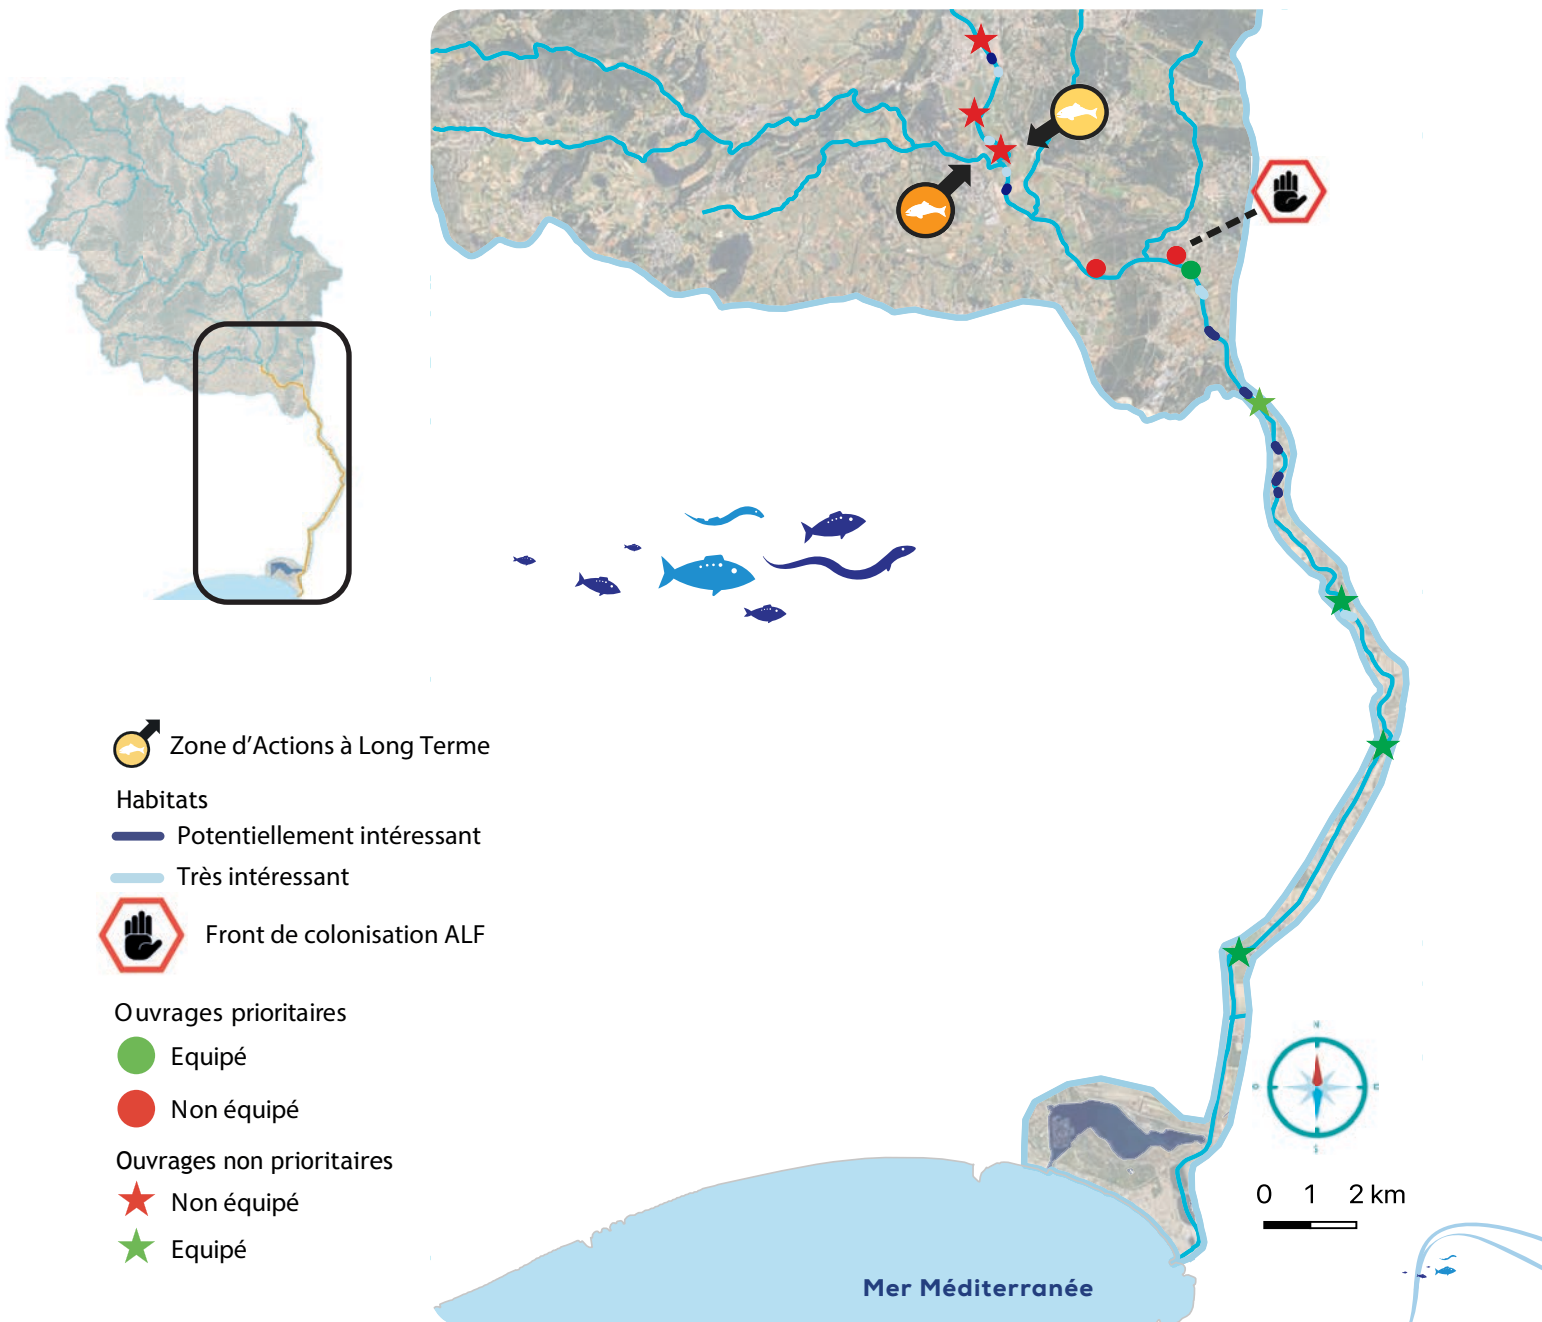 Zone d’Actions à Long Terme
Habitats
Potentiellement intéressant
Très intéressant
Front de colonisation ALF
Ouvrages prioritaires
Equipé
Non équipé
Ouvrages non prioritaires
Non équipé
Equipé
N
S
0 1 2 km
Mer Méditerranée